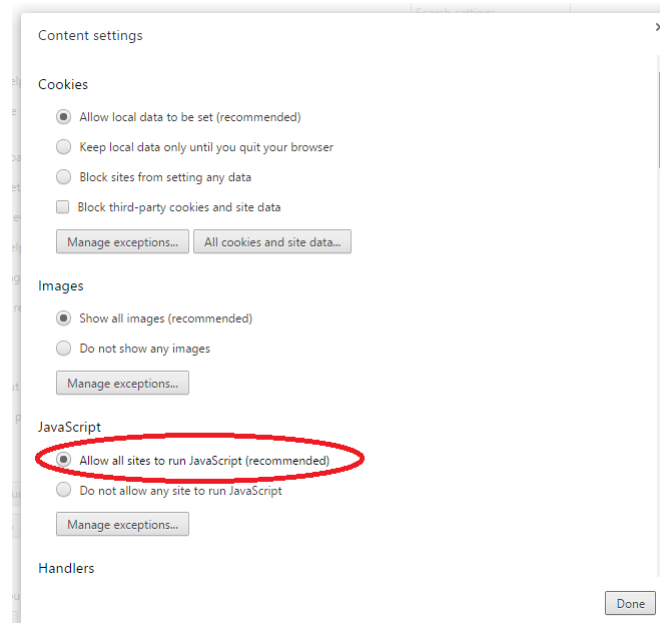 Search settings
Content settings
Cookies
Allow local data to be set (recommended)
Keep local data only until you quit your browser
Block sites from setting any data
Block third-party cookies and site data
Manage exceptions... All cookies and site data...
Images
Show all images (recommended)
Do not show any images
Manage exceptions...
JavaScript
Allow all sites to run JavaScript (recommended)
Do not allow any site to run JavaScript
Manage exceptions...
Handlers
Done